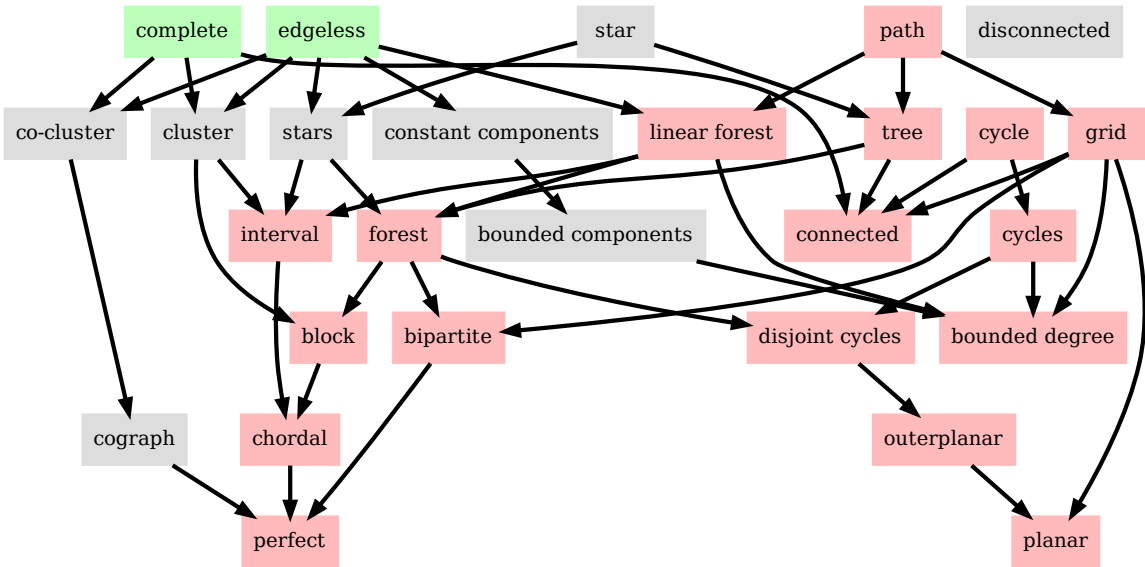 complete
edgeless
star
path
disconnected
co-cluster
cluster
stars
constant components
linear forest
tree
cycle
grid
interval
forest
bounded components
connected
cycles
block
bipartite
disjoint cycles
bounded degree
cograph
chordal
outerplanar
perfect
planar